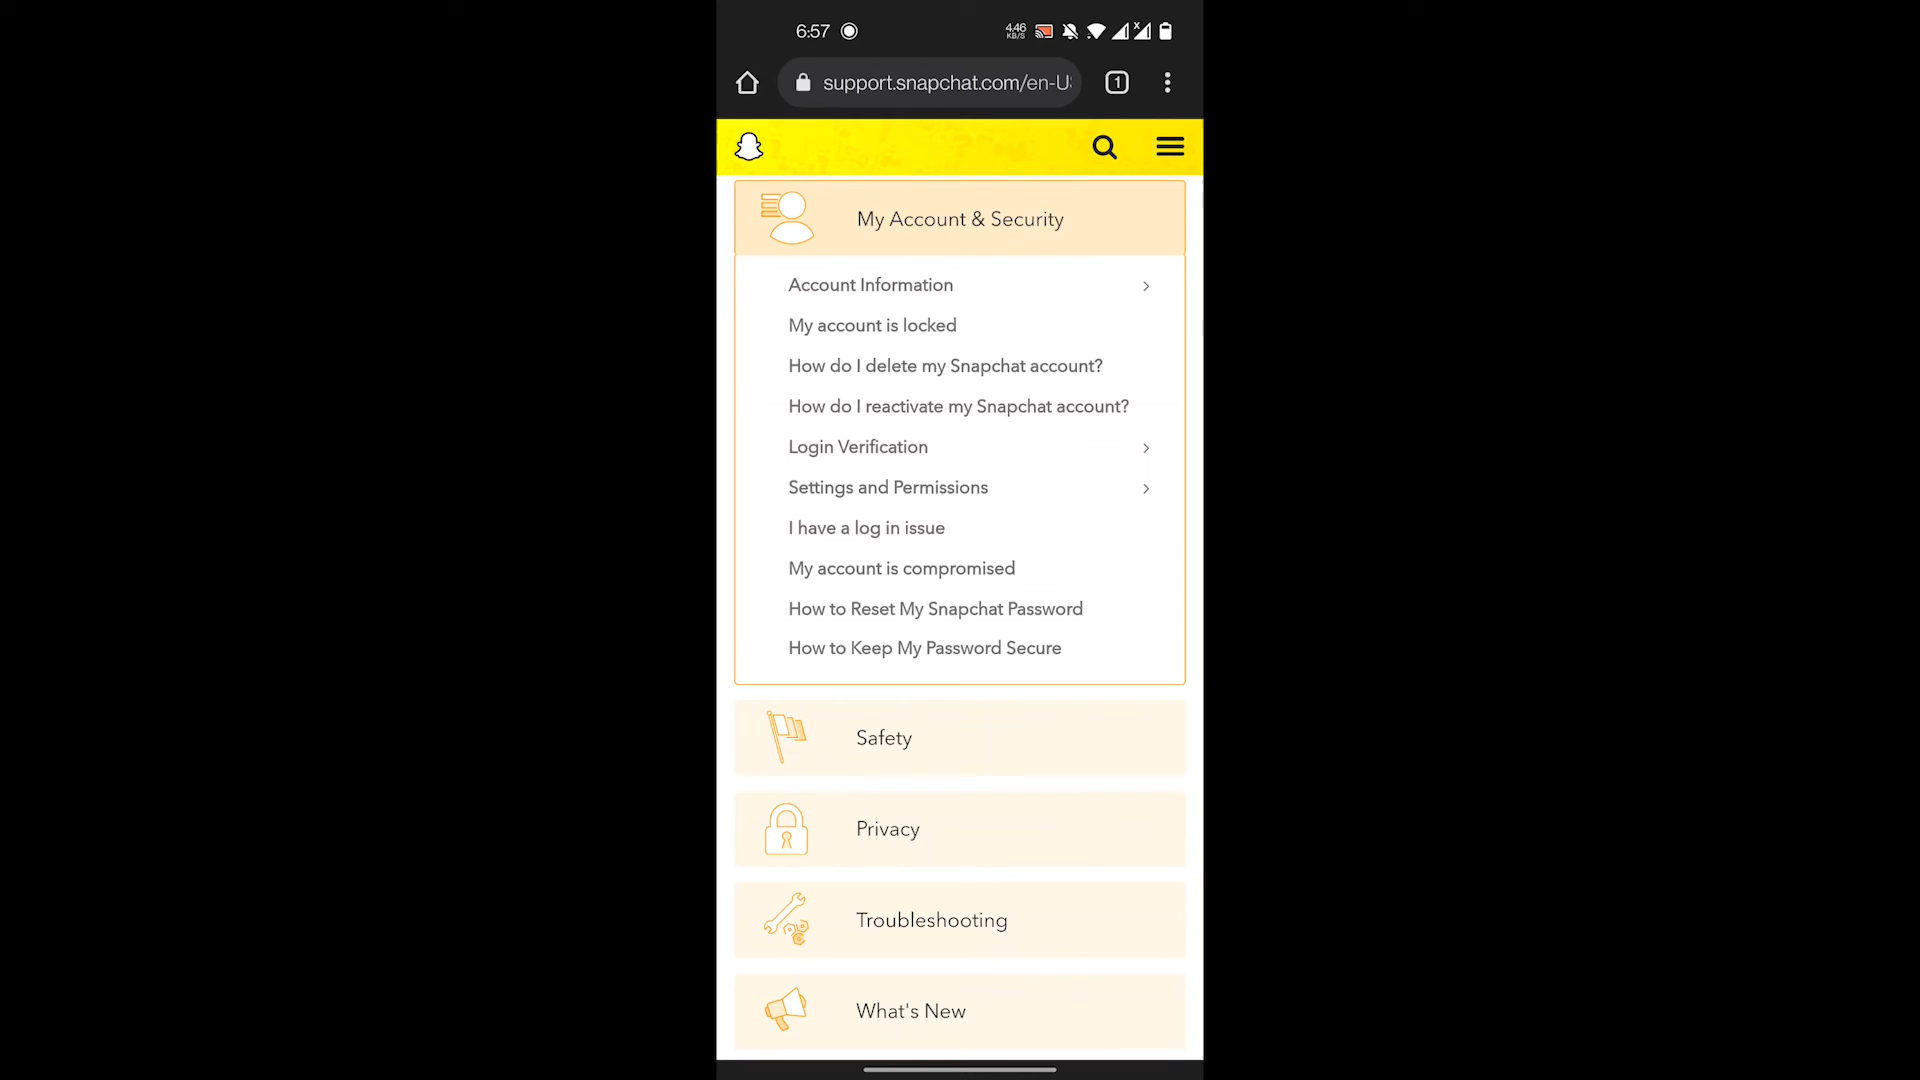 6:57
4.46
KB/S
support.snapchat.com/en-U
1
My Account & Security
Account Information
My account is locked
How do I delete my Snapchat account?
How do I reactivate my Snapchat account?
Login Verification
Settings and Permissions
I have a log in issue
My account is compromised
How to Reset My Snapchat Password
How to Keep My Password Secure
Safety
Privacy
Troubleshooting
What's New